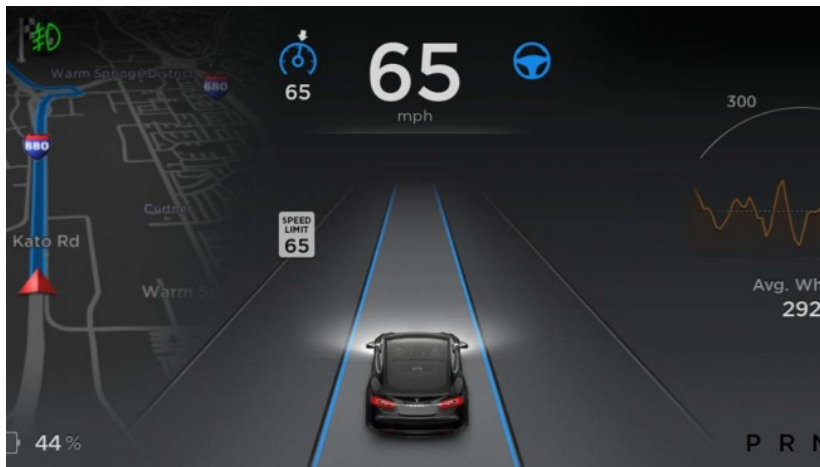 Warm Springs District
680
880
Curtner
Kato Rd
Warm
44 %
65
65
mph
SPEED
LIMIT
65
300
Avg. Wh
292
P R N